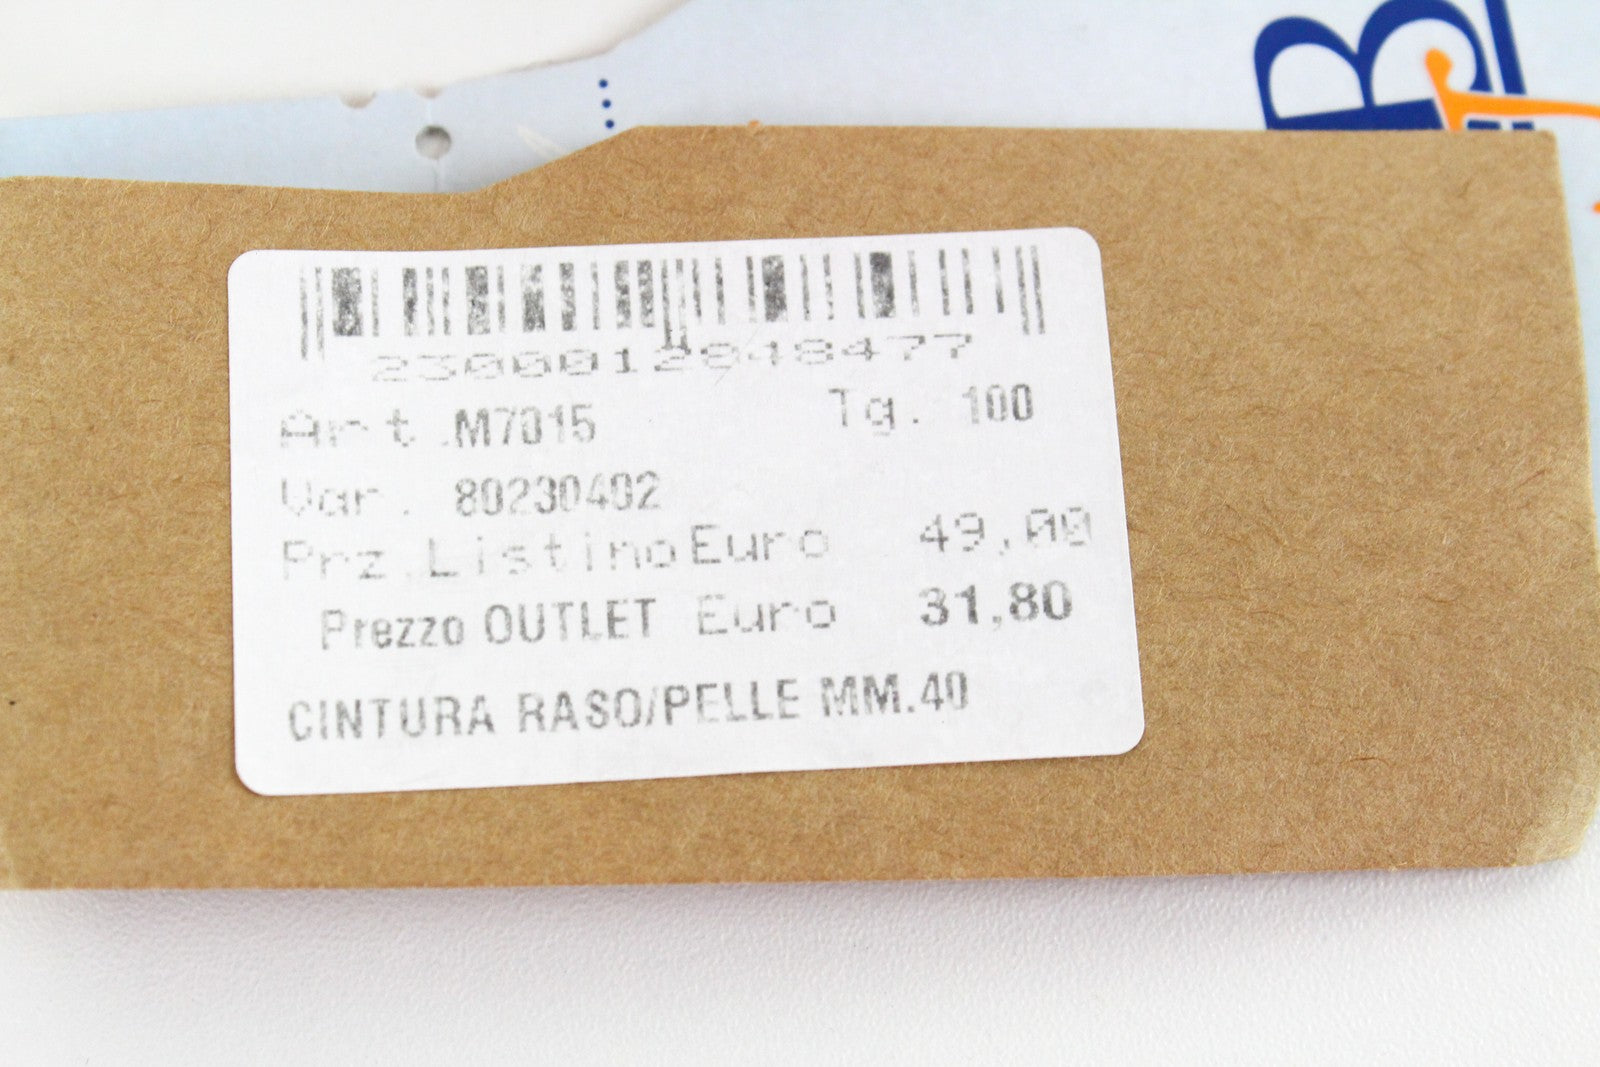 B
2300012848477
Art.M7015 Tg. 100
Var. 80230402
Prz.Listino Euro 49,00
Prezzo OUTLET Euro 31,80
CINTURA RASO/PELLE MM.40